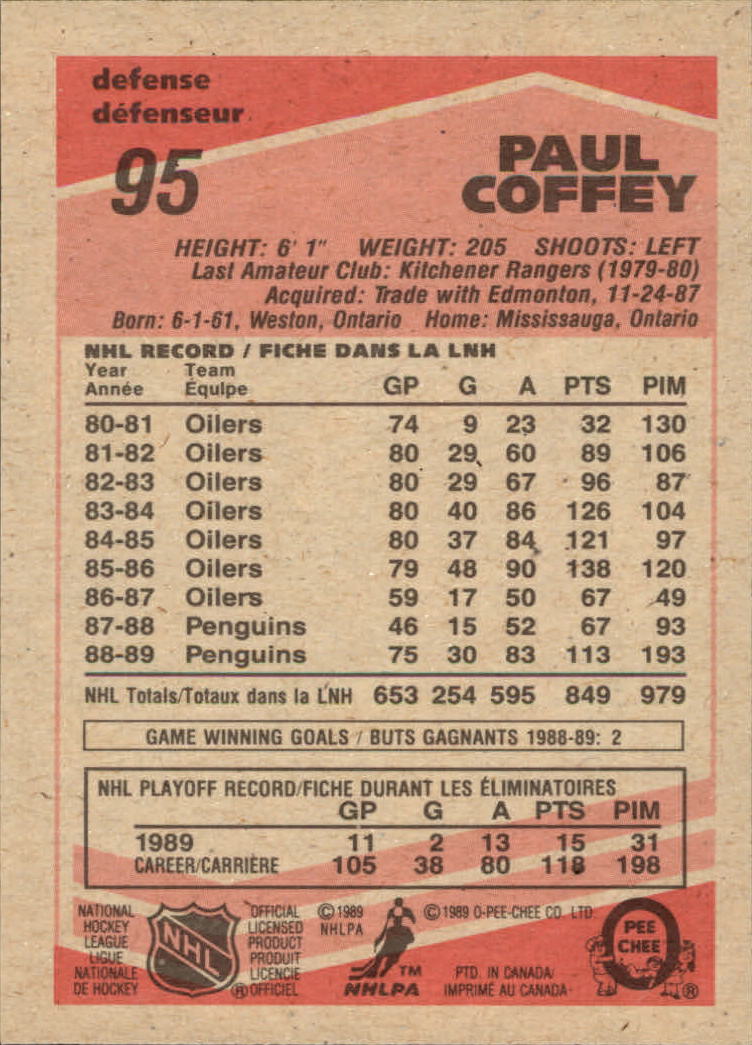 defense
défenseur
95
PAUL
COFFEY
HEIGHT: 6' 1" WEIGHT: 205 SHOOTS: LEFT
Last Amateur Club: Kitchener Rangers (1979-80)
Acquired: Trade with Edmonton, 11-24-87
Born: 6-1-61, Weston, Ontario Home: Mississauga, Ontario
NHL RECORD / FICHE DANS LA LNH
Year Team
Année Équipe GP G A PTS PIM
80-81 Oilers 74 9 23 32 130
81-82 Oilers 80 29 60 89 106
82-83 Oilers 80 29 67 96 87
83-84 Oilers 80 40 86 126 104
84-85 Oilers 80 37 84 121 97
85-86 Oilers 79 48 90 138 120
86-87 Oilers 59 17 50 67 49
87-88 Penguins 46 15 52 67 93
88-89 Penguins 75 30 83 113 193
NHL Totals/Totaux dans la LNH 653 254 595 849 979
GAME WINNING GOALS / BUTS GAGNANTS 1988-89: 2
NHL PLAYOFF RECORD/FICHE DURANT LES ÉLIMINATOIRES
GP G A PTS PIM
1989 11 2 13 15 31
CAREER/CARRIÈRE 105 38 80 118 198
NATIONAL
HOCKEY
LEAGUE
LIGUE
NATIONALE
DE HOCKEY
NHL
®
OFFICIAL
LICENSED
PRODUCT
PRODUIT
LICENCIE
OFFICIEL
©1989
NHLPA
TM
NHLPA
©1989 O-PEE-CHEE CO. LTD.
PTD. IN CANADA
IMPRIMÉ AU CANADA
O
PEE
CHEE
®